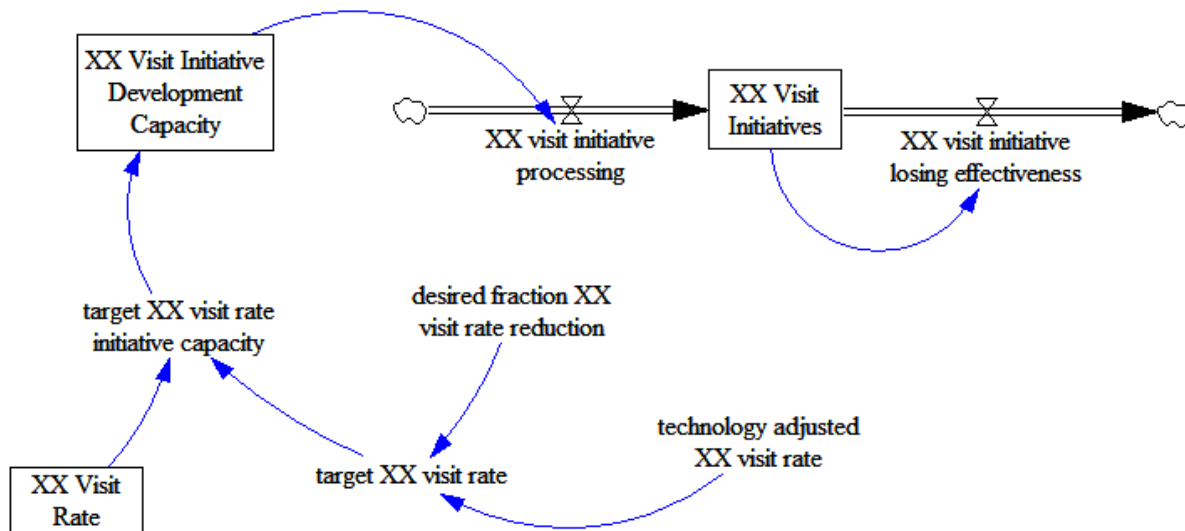 XX Visit Initiative
Development
Capacity
XX visit initiative
processing
XX Visit
Initiatives
XX visit initiative
losing effectiveness
target XX visit rate
initiative capacity
desired fraction XX
visit rate reduction
technology adjusted
XX visit rate
target XX visit rate
XX Visit
Rate